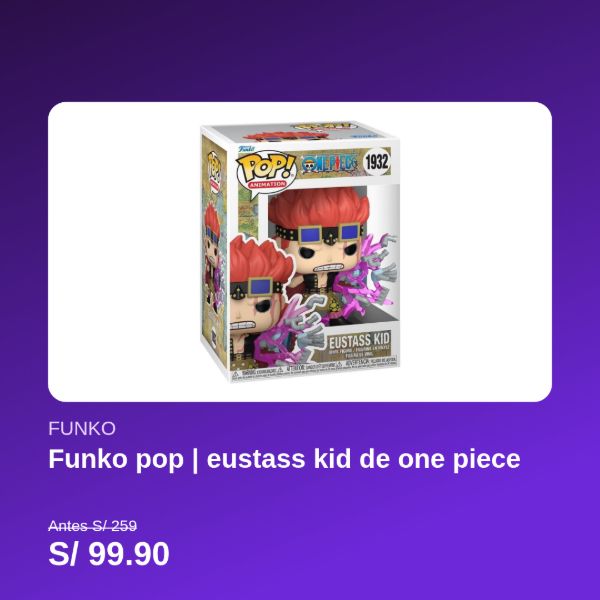 Funko
POP!
ANIMATION
ONE PIECE
1932
EUSTASS KID
FUNKO
Funko pop | eustass kid de one piece
Antes S/ 259
S/ 99.90